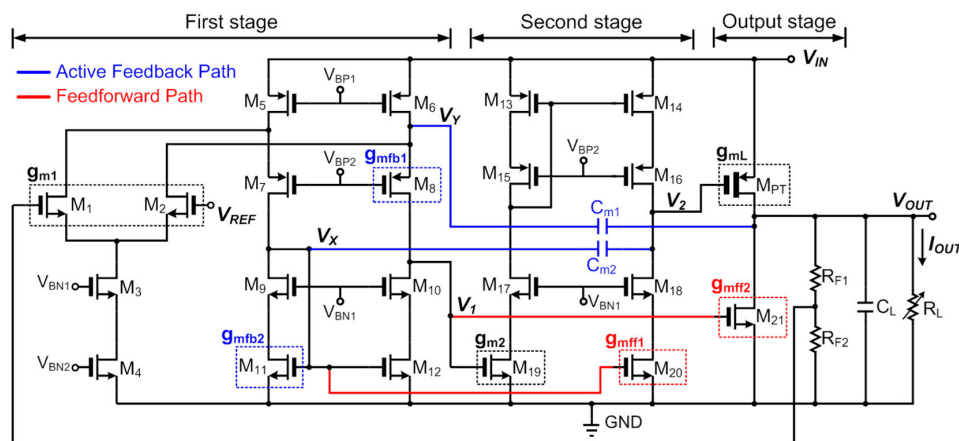 First stage
Second stage
Output stage
Active Feedback Path
Feedforward Path
V_IN
V_BP1
M_5
M_6
M_13
M_14
V_Y
g_m1
V_BP2
g_mfb1
V_BP2
g_mL
M_1
M_2
V_REF
M_7
M_8
M_15
M_16
V_2
M_PT
C_m1
V_OUT
V_X
C_m2
I_OUT
V_BN1
M_3
M_9
M_10
V_BN1
V_1
M_17
M_18
V_BN1
g_mff2
M_21
R_F1
C_L
R_L
g_mfb2
g_m2
g_mff1
R_F2
V_BN2
M_4
M_11
M_12
M_19
M_20
GND